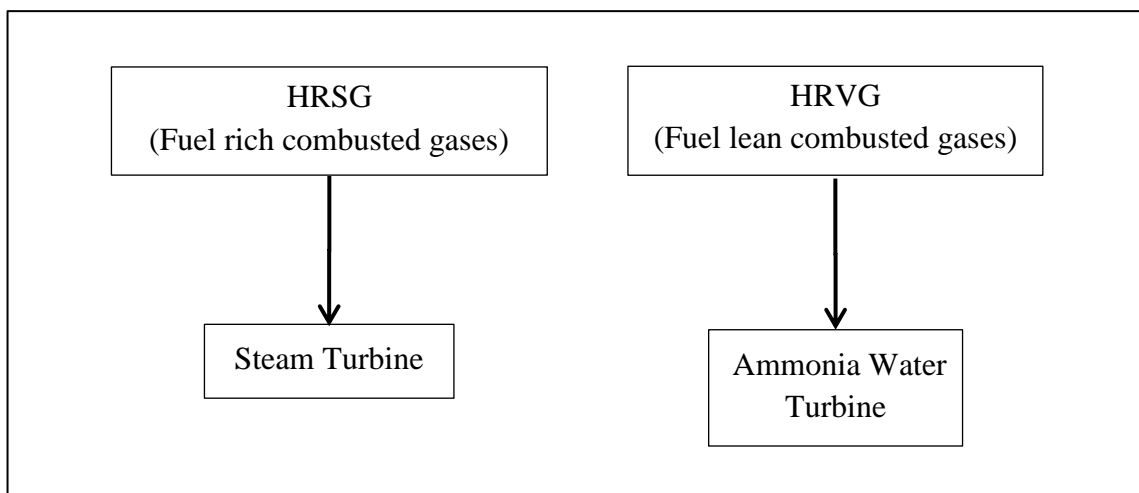 HRSG
(Fuel rich combusted gases)
HRVG
(Fuel lean combusted gases)
Steam Turbine
Ammonia Water
Turbine